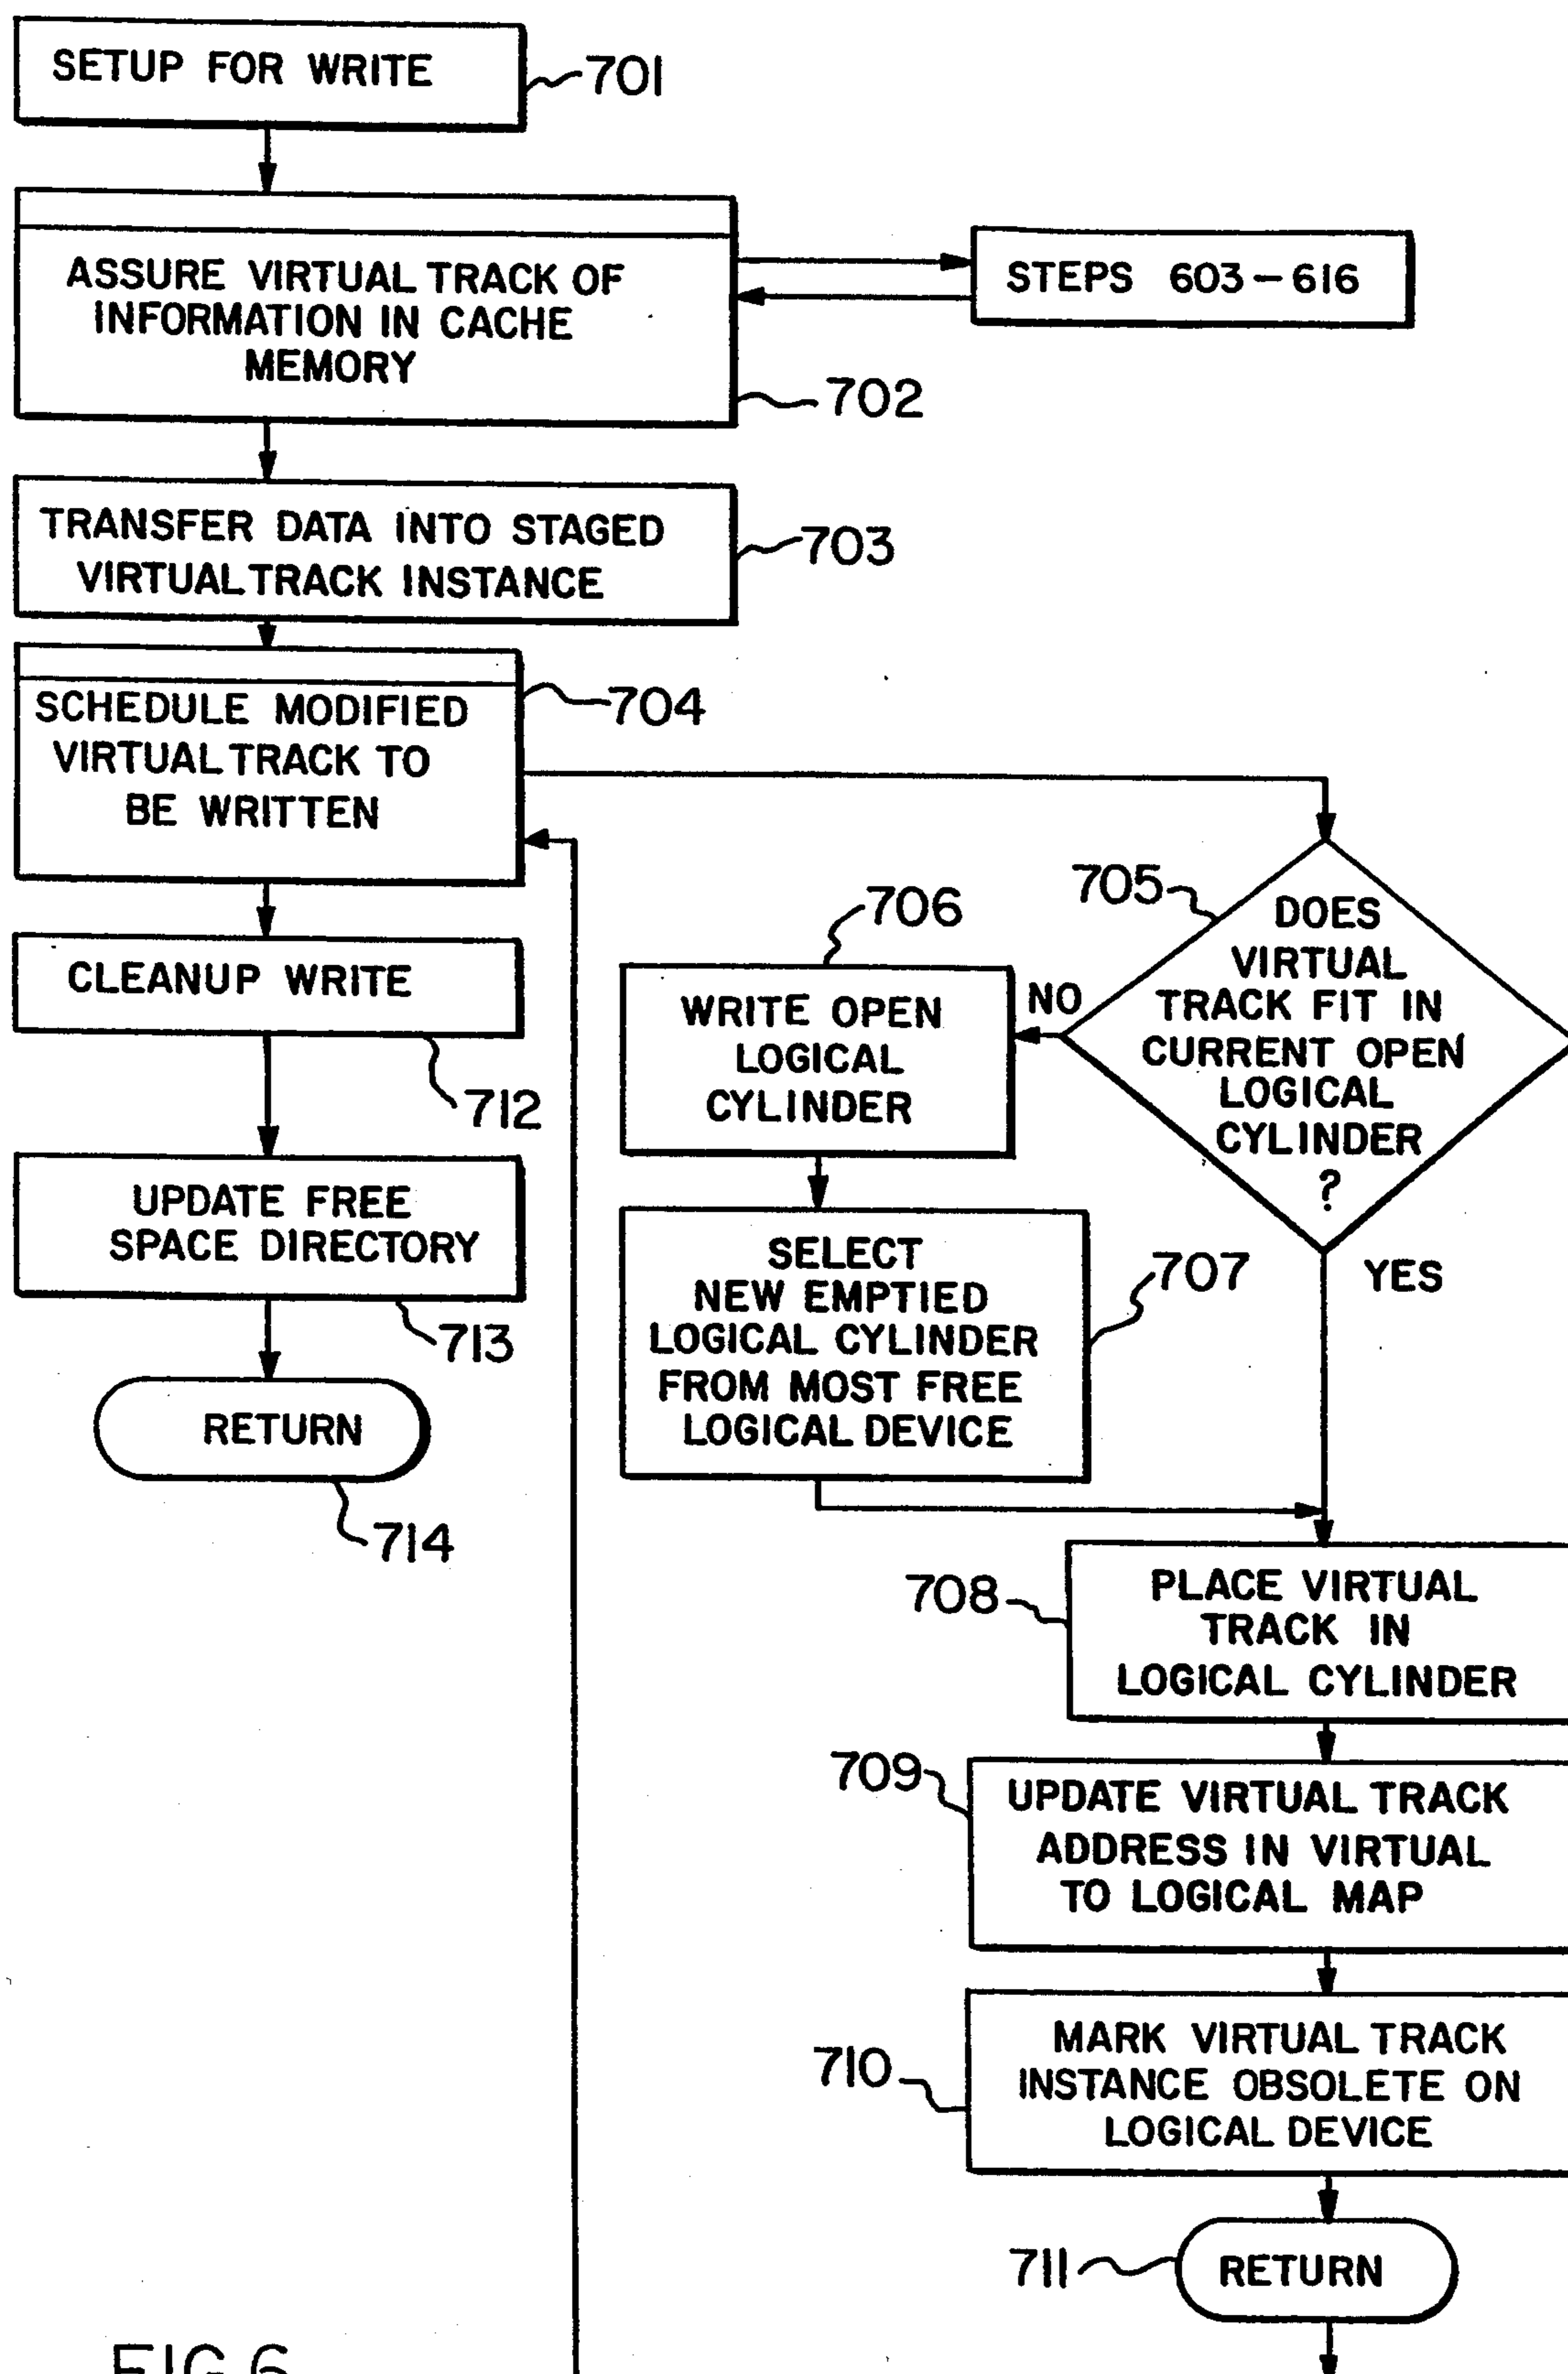 SETUP FOR WRITE
701
ASSURE VIRTUAL TRACK OF
INFORMATION IN CACHE
MEMORY
702
STEPS 603-616
TRANSFER DATA INTO STAGED
VIRTUAL TRACK INSTANCE
703
SCHEDULE MODIFIED
VIRTUAL TRACK TO
BE WRITTEN
704
705
DOES
VIRTUAL
TRACK FIT IN
CURRENT OPEN
LOGICAL
CYLINDER
?
NO
YES
706
WRITE OPEN
LOGICAL
CYLINDER
707
SELECT
NEW EMPTIED
LOGICAL CYLINDER
FROM MOST FREE
LOGICAL DEVICE
CLEANUP WRITE
712
UPDATE FREE
SPACE DIRECTORY
713
RETURN
714
708
PLACE VIRTUAL
TRACK IN
LOGICAL CYLINDER
709
UPDATE VIRTUAL TRACK
ADDRESS IN VIRTUAL
TO LOGICAL MAP
710
MARK VIRTUAL TRACK
INSTANCE OBSOLETE ON
LOGICAL DEVICE
711
RETURN
FIG.6